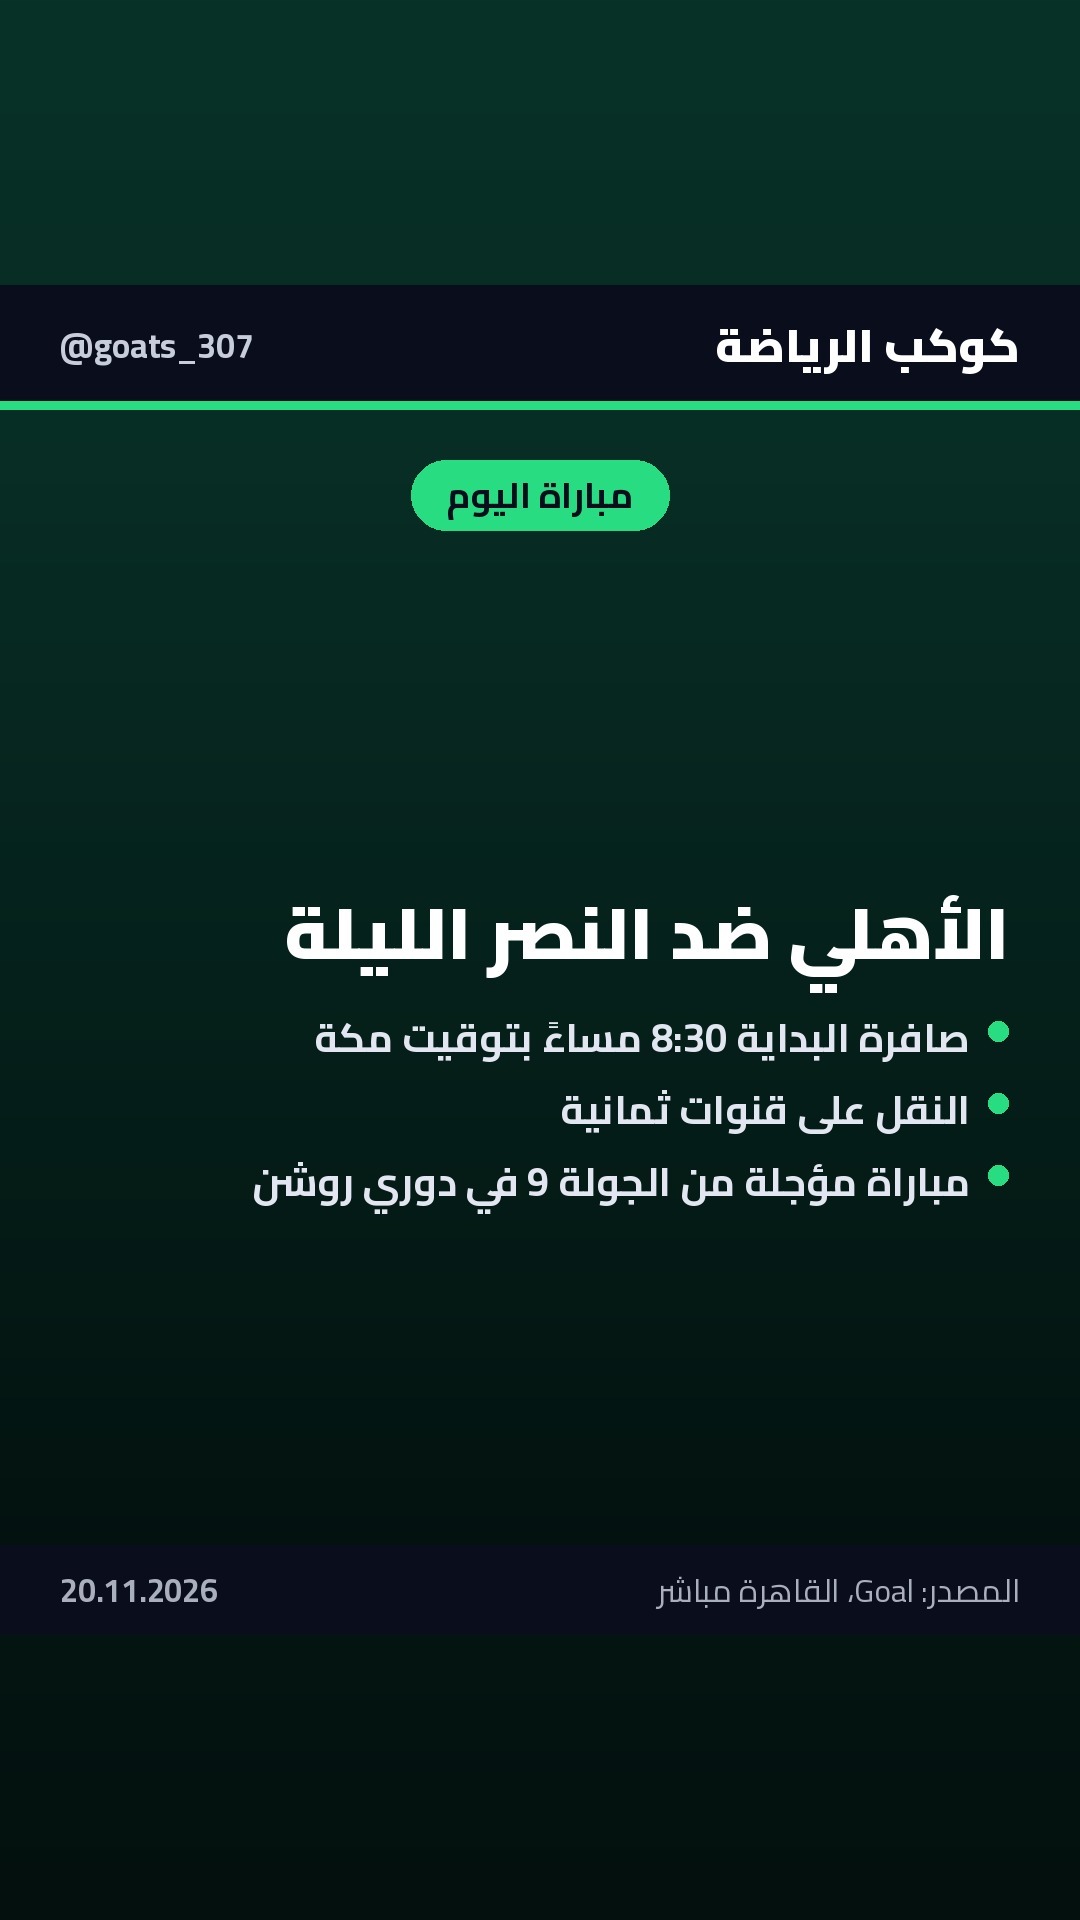 كوكب الرياضة
@goats_307
مباراة اليوم
الأهلي ضد النصر الليلة
صافرة البداية 8:30 مساءً بتوقيت مكة
النقل على قنوات ثمانية
مباراة مؤجلة من الجولة 9 في دوري روشن
المصدر: Goal، القاهرة مباشر
20.11.2026